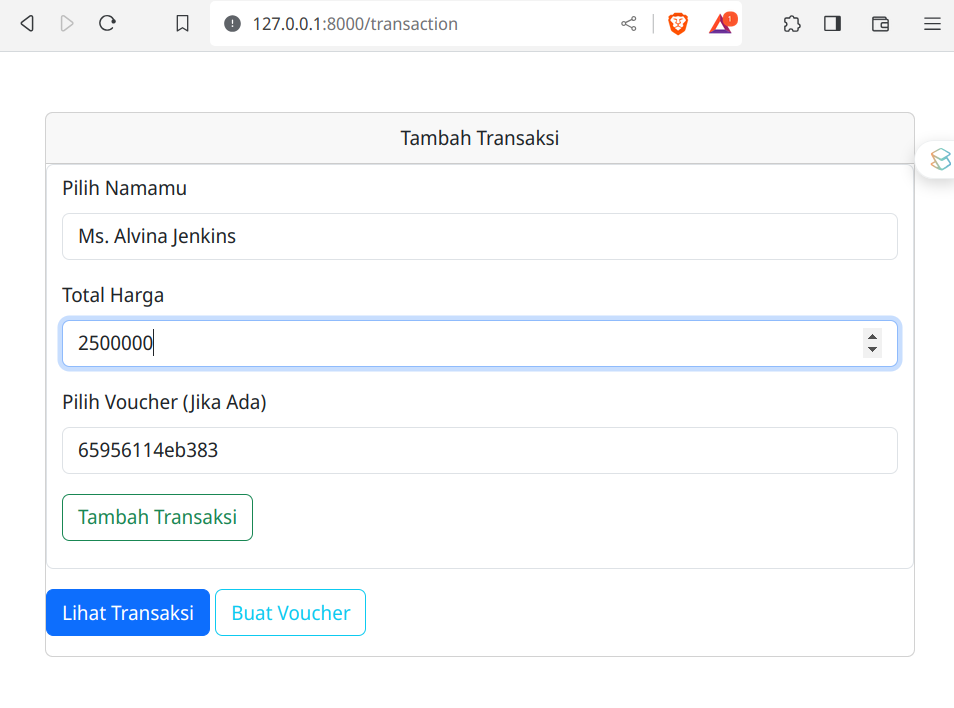 127.0.0.1:8000/transaction
1
Tambah Transaksi
Pilih Namamu
Ms. Alvina Jenkins
Total Harga
2500000
Pilih Voucher (Jika Ada)
65956114eb383
Tambah Transaksi
Lihat Transaksi Buat Voucher